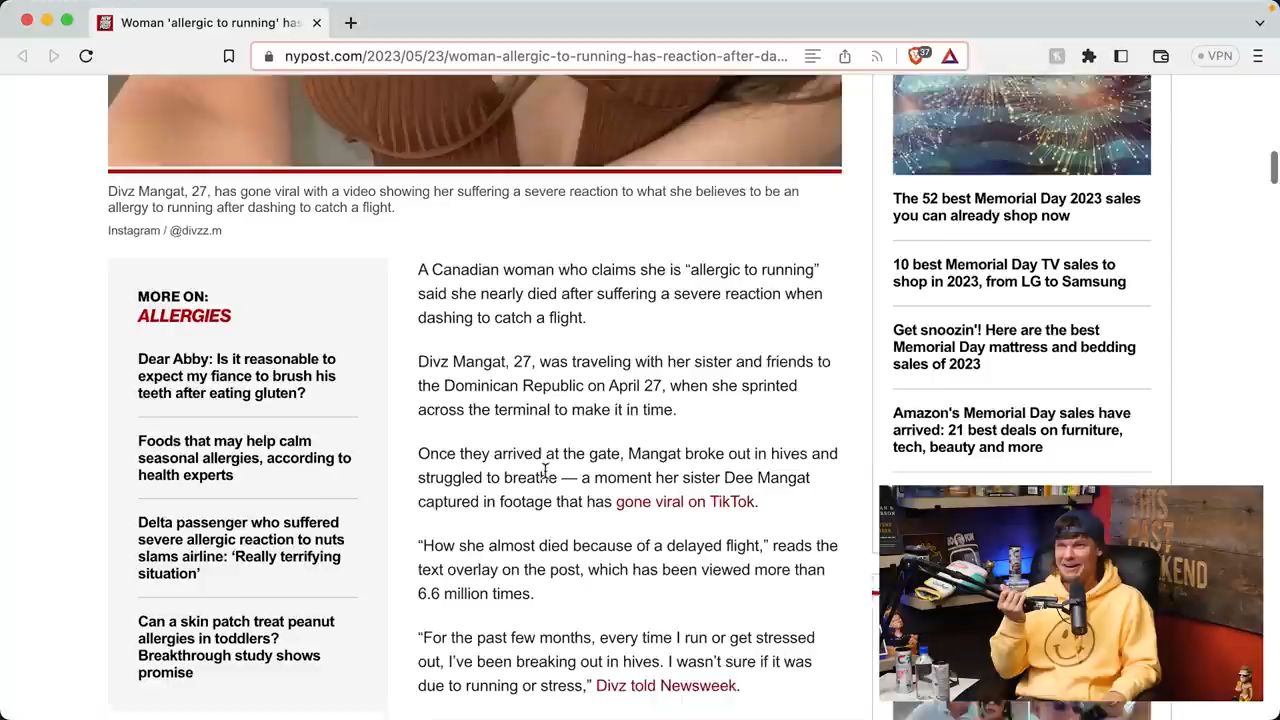 NEW YORK POST
Woman 'allergic to running' has
nypost.com/2023/05/23/woman-allergic-to-running-has-reaction-after-da...
37
VPN
Divz Mangat, 27, has gone viral with a video showing her suffering a severe reaction to what she believes to be an
allergy to running after dashing to catch a flight.
Instagram / @divzz.m
MORE ON:
ALLERGIES
Dear Abby: Is it reasonable to
expect my fiance to brush his
teeth after eating gluten?
Foods that may help calm
seasonal allergies, according to
health experts
Delta passenger who suffered
severe allergic reaction to nuts
slams airline: ‘Really terrifying
situation’
Can a skin patch treat peanut
allergies in toddlers?
Breakthrough study shows
promise
A Canadian woman who claims she is “allergic to running”
said she nearly died after suffering a severe reaction when
dashing to catch a flight.
Divz Mangat, 27, was traveling with her sister and friends to
the Dominican Republic on April 27, when she sprinted
across the terminal to make it in time.
Once they arrived at the gate, Mangat broke out in hives and
struggled to breathe — a moment her sister Dee Mangat
captured in footage that has gone viral on TikTok.
“How she almost died because of a delayed flight,” reads the
text overlay on the post, which has been viewed more than
6.6 million times.
“For the past few months, every time I run or get stressed
out, I’ve been breaking out in hives. I wasn’t sure if it was
due to running or stress,” Divz told Newsweek.
The 52 best Memorial Day 2023 sales
you can already shop now
10 best Memorial Day TV sales to
shop in 2023, from LG to Samsung
Get snoozin'! Here are the best
Memorial Day mattress and bedding
sales of 2023
Amazon's Memorial Day sales have
arrived: 21 best deals on furniture,
tech, beauty and more